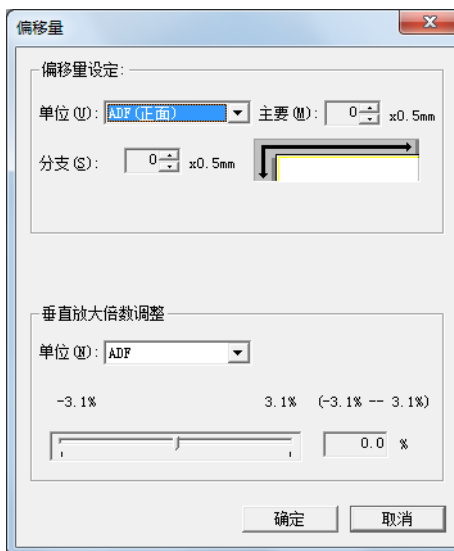 偏移量
偏移量设定:
单位(U): ADF(正面) 主要(M): 0 x0.5mm
分支(S): 0 x0.5mm
垂直放大倍数调整
单位(N): ADF
-3.1% 3.1% (-3.1% -- 3.1%)
0.0 %
确定 取消